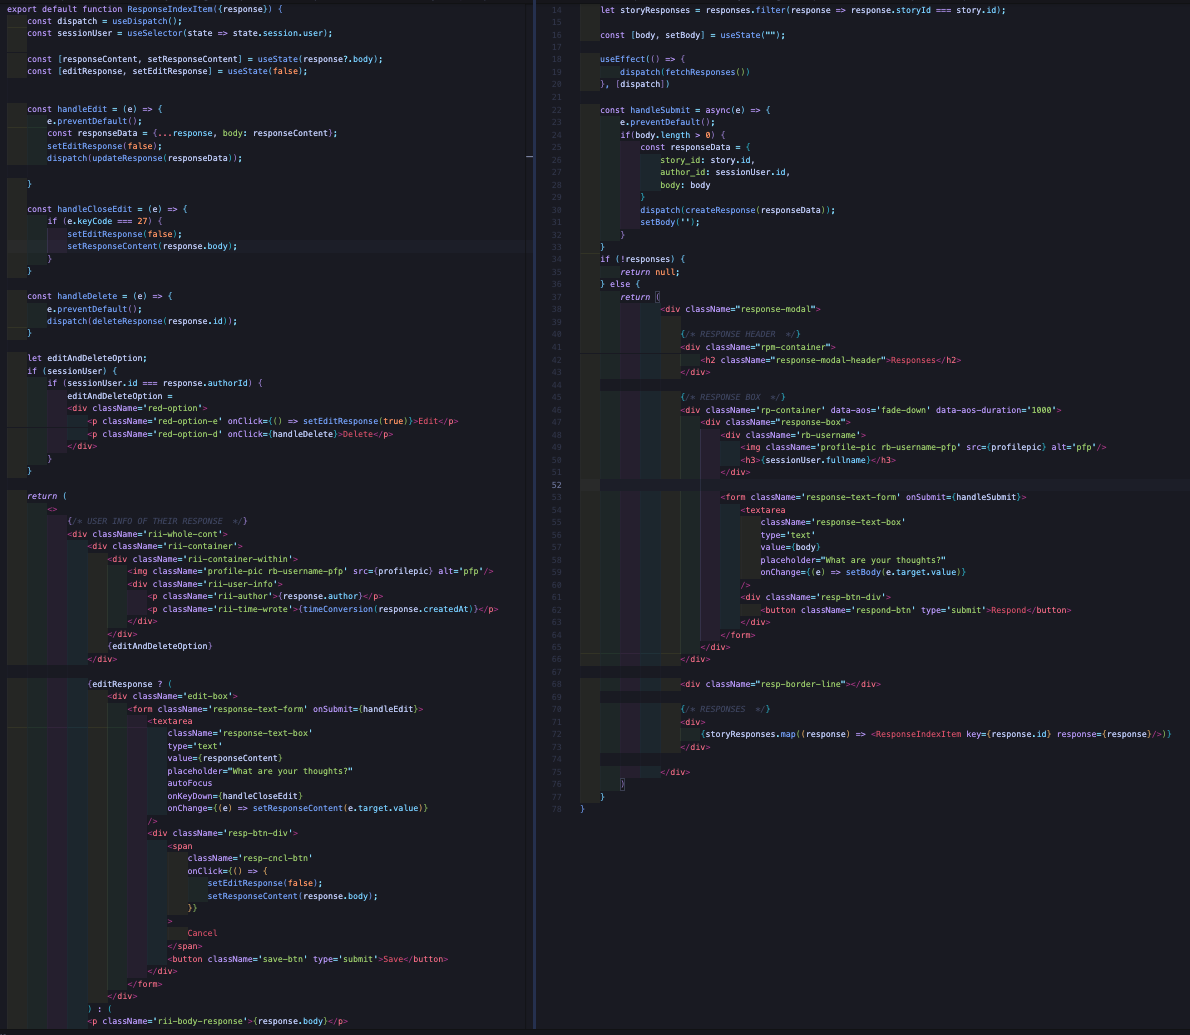 export default function ResponseIndexItem({response}) {
const dispatch = useDispatch();
const sessionUser = useSelector(state => state.session.user);
const [responseContent, setResponseContent] = useState(response?.body);
const [editResponse, setEditResponse] = useState(false);
const handleEdit = (e) => {
e.preventDefault();
const responseData = {...response, body: responseContent};
setEditResponse(false);
dispatch(updateResponse(responseData));
}
const handleCloseEdit = (e) => {
if (e.keyCode === 27) {
setEditResponse(false);
setResponseContent(response.body);
}
}
const handleDelete = (e) => {
e.preventDefault();
dispatch(deleteResponse(response.id));
}
let editAndDeleteOption;
if (sessionUser) {
if (sessionUser.id === response.authorId) {
editAndDeleteOption =
<div className='red-option'>
<p className='red-option-e' onClick={() => setEditResponse(true)}>Edit</p>
<p className='red-option-d' onClick={handleDelete}>Delete</p>
</div>
}
}
return (
<>
{/* USER INFO OF THEIR RESPONSE  */}
<div className='rii-whole-cont'>
<div className='rii-container'>
<div className='rii-container-within'>
<img className='profile-pic rb-username-pfp' src={profilepic} alt='pfp'/>
<div className='rii-user-info'>
<p className='rii-author'>{response.author}</p>
<p className='rii-time-wrote'>{timeConversion(response.createdAt)}</p>
</div>
</div>
{editAndDeleteOption}
</div>
{editResponse ? (
<div className='edit-box'>
<form className='response-text-form' onSubmit={handleEdit}>
<textarea
className='response-text-box'
type='text'
value={responseContent}
placeholder="What are your thoughts?"
autoFocus
onKeyDown={handleCloseEdit}
onChange={(e) => setResponseContent(e.target.value)}
/>
<div className='resp-btn-div'>
<span
className='resp-cncl-btn'
onClick={() => {
setEditResponse(false);
setResponseContent(response.body);
}}
>
Cancel
</span>
<button className='save-btn' type='submit'>Save</button>
</div>
</form>
</div>
) : (
<p className='rii-body-response'>{response.body}</p>
14 let storyResponses = responses.filter(response => response.storyId === story.id);
15
16 const [body, setBody] = useState("");
17
18 useEffect(() => {
19 dispatch(fetchResponses())
20 }, [dispatch])
21
22 const handleSubmit = async(e) => {
23 e.preventDefault();
24 if(body.length > 0) {
25 const responseData = {
26 story_id: story.id,
27 author_id: sessionUser.id,
28 body: body
29 }
30 dispatch(createResponse(responseData));
31 setBody('');
32 }
33 }
34 if (!responses) {
35 return null;
36 } else {
37 return (
38 <div className="response-modal">
39
40 {/* RESPONSE HEADER  */}
41 <div className="rpm-container">
42 <h2 className="response-modal-header">Responses</h2>
43 </div>
44
45 {/* RESPONSE BOX  */}
46 <div className='rp-container' data-aos='fade-down' data-aos-duration='1000'>
47 <div className="response-box">
48 <div className='rb-username'>
49 <img className='profile-pic rb-username-pfp' src={profilepic} alt='pfp'/>
50 <h3>{sessionUser.fullname}</h3>
51 </div>
52
53 <form className='response-text-form' onSubmit={handleSubmit}>
54 <textarea
55 className='response-text-box'
56 type='text'
57 value={body}
58 placeholder="What are your thoughts?"
59 onChange={(e) => setBody(e.target.value)}
60 />
61 <div className='resp-btn-div'>
62 <button className='respond-btn' type='submit'>Respond</button>
63 </div>
64 </form>
65 </div>
66 </div>
67
68 <div className="resp-border-line"></div>
69
70 {/* RESPONSES  */}
71 <div>
72 {storyResponses.map((response) => <ResponseIndexItem key={response.id} response={response}/>)}
73 </div>
74
75 </div>
76 )
77 }
78 }